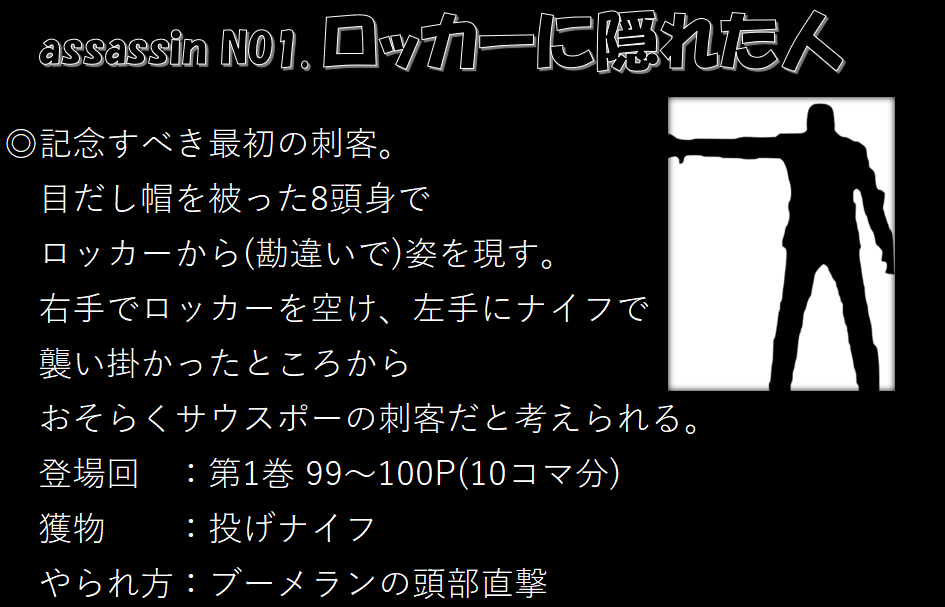 assassin NO1.ロッカーに隠れた人
◎記念すべき最初の刺客。
目だし帽を被った8頭身で
ロッカーから(勘違いで)姿を現す。
右手でロッカーを空け、左手にナイフで
襲い掛かったところから
おそらくサウスポーの刺客だと考えられる。
登場回　：第1巻 99～100P(10コマ分)
獲物　　：投げナイフ
やられ方：ブーメランの頭部直撃